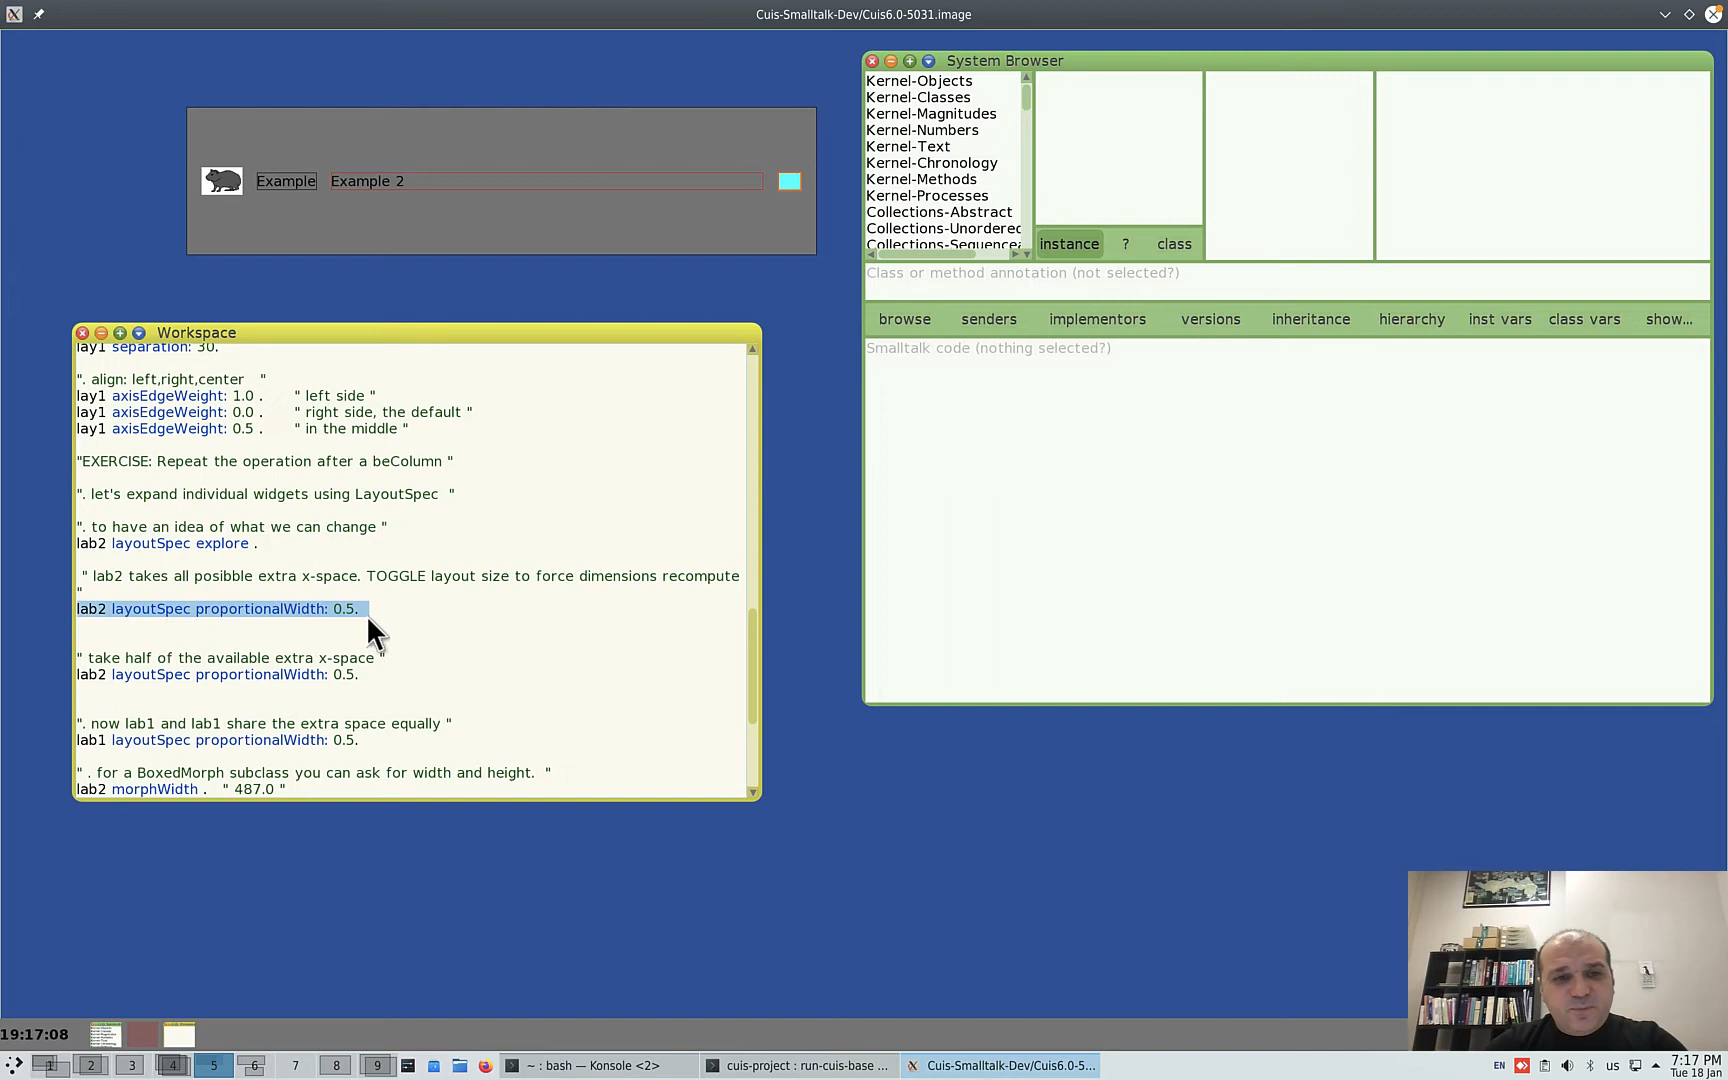 Cuis-Smalltalk-Dev/Cuis6.0-5031.image
System Browser
Kernel-Objects
Kernel-Classes
Kernel-Magnitudes
Kernel-Numbers
Kernel-Text
Kernel-Chronology
Kernel-Methods
Kernel-Processes
Collections-Abstract
Collections-Unordered
Collections-Sequencea
instance ? class
Class or method annotation (not selected?)
browse senders implementors versions inheritance hierarchy inst vars class vars show...
Smalltalk code (nothing selected?)
Example Example 2
Workspace
lay1 separation: 30.
". align: left,right,center "
lay1 axisEdgeWeight: 1.0 . " left side "
lay1 axisEdgeWeight: 0.0 . " right side, the default "
lay1 axisEdgeWeight: 0.5 . " in the middle "
"EXERCISE: Repeat the operation after a beColumn "
". let's expand individual widgets using LayoutSpec "
". to have an idea of what we can change "
lab2 layoutSpec explore .
" lab2 takes all posibble extra x-space. TOGGLE layout size to force dimensions recompute
"
lab2 layoutSpec proportionalWidth: 0.5.
" take half of the available extra x-space "
lab2 layoutSpec proportionalWidth: 0.5.
". now lab1 and lab1 share the extra space equally "
lab1 layoutSpec proportionalWidth: 0.5.
" . for a BoxedMorph subclass you can ask for width and height. "
lab2 morphWidth . " 487.0 "
19:17:08
1 2 3 4 5 6 7 8 9
~ : bash — Konsole <2>
cuis-project : run-cuis-base ...
Cuis-Smalltalk-Dev/Cuis6.0-5...
EN
us
7:17 PM
Tue 18 Jan